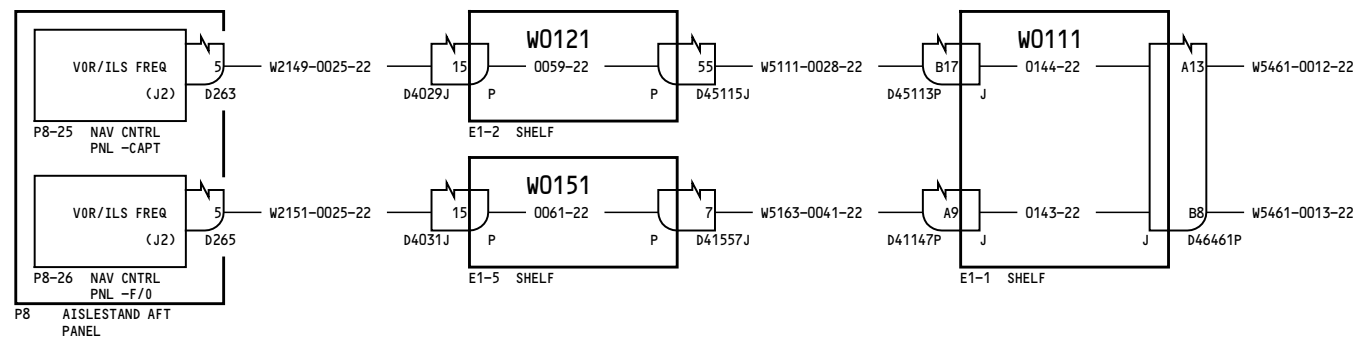 W0121
W0111
VOR/ILS FREQ
5
W2149-0025-22
15
0059-22
55
W5111-0028-22
B17
0144-22
A13
W5461-0012-22
(J2)
D263
D4029J
P
P
D45115J
D45113P
J
P8-25 NAV CNTRL
PNL -CAPT
E1-2 SHELF
W0151
VOR/ILS FREQ
5
W2151-0025-22
15
0061-22
7
W5163-0041-22
A9
0143-22
B8
W5461-0013-22
(J2)
D265
D4031J
P
P
D41557J
D41147P
J
J
D46461P
P8-26 NAV CNTRL
PNL -F/O
E1-5 SHELF
E1-1 SHELF
P8 AISLESTAND AFT
PANEL